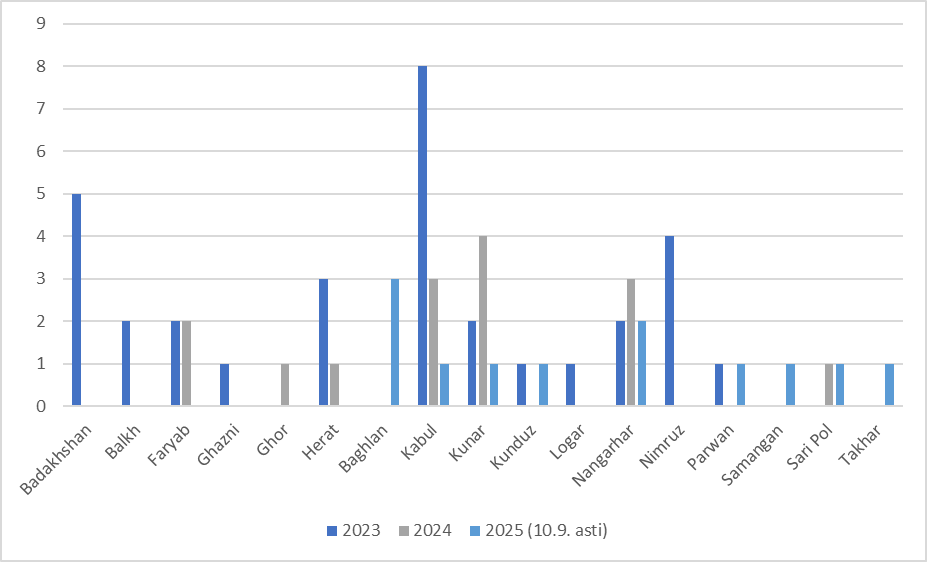 9
8
7
6
5
4
3
2
1
0
Badakhshan
Balkh
Faryab
Ghazni
Ghor
Herat
Baghlan
Kabul
Kunar
Kunduz
Logar
Nangarhar
Nimruz
Parwan
Samangan
Sari Pol
Takhar
2023 2024 2025 (10.9. asti)